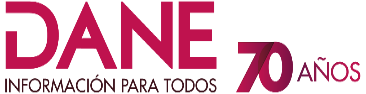 DANE
INFORMACIÓN PARA TODOS
70 AÑOS